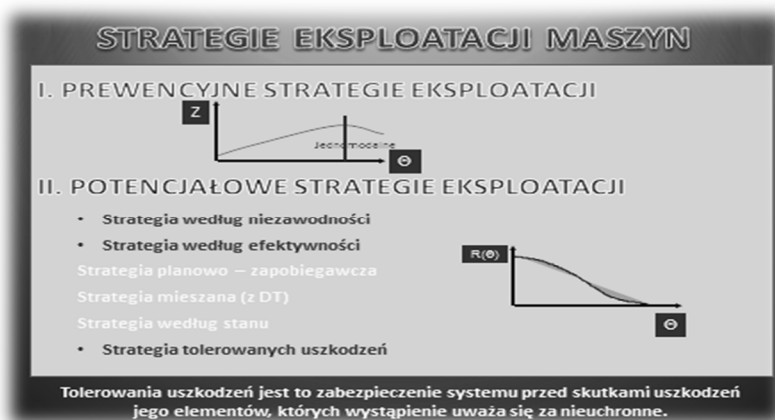 STRATEGIE EKSPLOATACJI MASZYN
I. PREWENCYJNE STRATEGIE EKSPLOATACJI
Z
Jednomodalne
Θ
II. POTENCJAŁOWE STRATEGIE EKSPLOATACJI
• Strategia według niezawodności
• Strategia według efektywności
Strategia planowo – zapobiegawcza
Strategia mieszana (z DT)
Strategia według stanu
• Strategia tolerowanych uszkodzeń
R(Θ)
Θ
Tolerowania uszkodzeń jest to zabezpieczenie systemu przed skutkami uszkodzeń
jego elementów, których wystąpienie uważa się za nieuchronne.